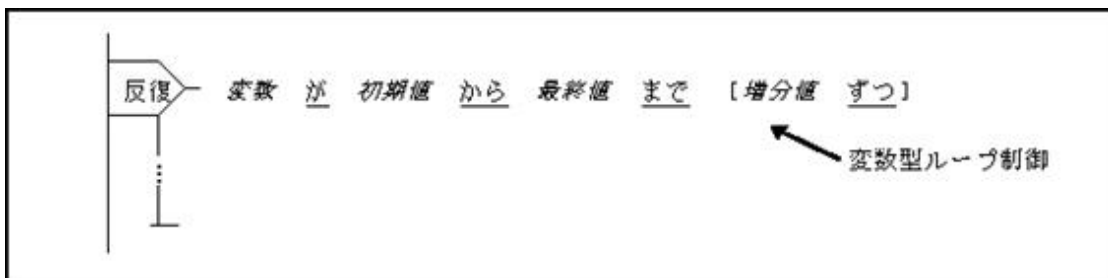 反復 変数 が 初期値 から 最終値 まで [増分値 ずつ]
変数型ループ制御